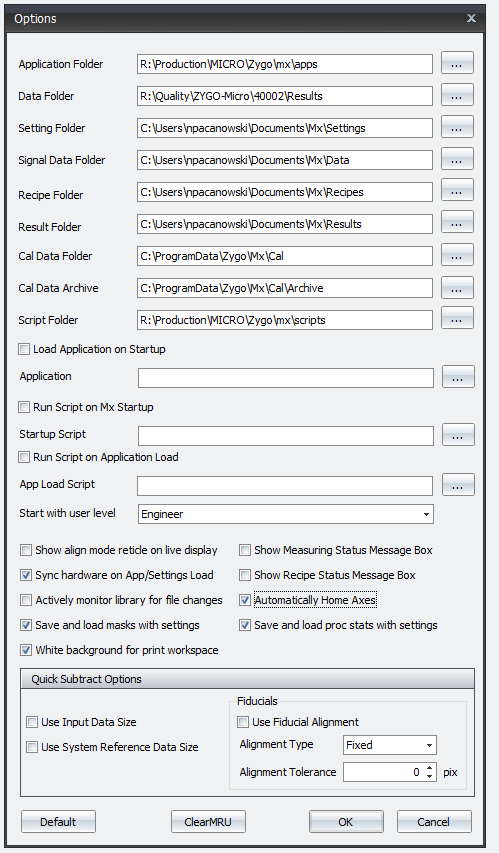 Options x
Application Folder R:\Production\MICRO\Zygo\mx\apps ...
Data Folder R:\Quality\ZYGO-Micro\40002\Results ...
Setting Folder C:\Users\npacanowski\Documents\Mx\Settings ...
Signal Data Folder C:\Users\npacanowski\Documents\Mx\Data ...
Recipe Folder C:\Users\npacanowski\Documents\Mx\Recipes ...
Result Folder C:\Users\npacanowski\Documents\Mx\Results ...
Cal Data Folder C:\ProgramData\Zygo\Mx\Cal ...
Cal Data Archive C:\ProgramData\Zygo\Mx\Cal\Archive ...
Script Folder R:\Production\MICRO\Zygo\mx\scripts ...
Load Application on Startup
Application ...
Run Script on Mx Startup
Startup Script ...
Run Script on Application Load
App Load Script ...
Start with user level Engineer
Show align mode reticle on live display Show Measuring Status Message Box
Sync hardware on App/Settings Load Show Recipe Status Message Box
Actively monitor library for file changes Automatically Home Axes
Save and load masks with settings Save and load proc stats with settings
White background for print workspace
Quick Subtract Options
Fiducials
Use Input Data Size Use Fiducial Alignment
Use System Reference Data Size Alignment Type Fixed
Alignment Tolerance 0 pix
Default ClearMRU OK Cancel